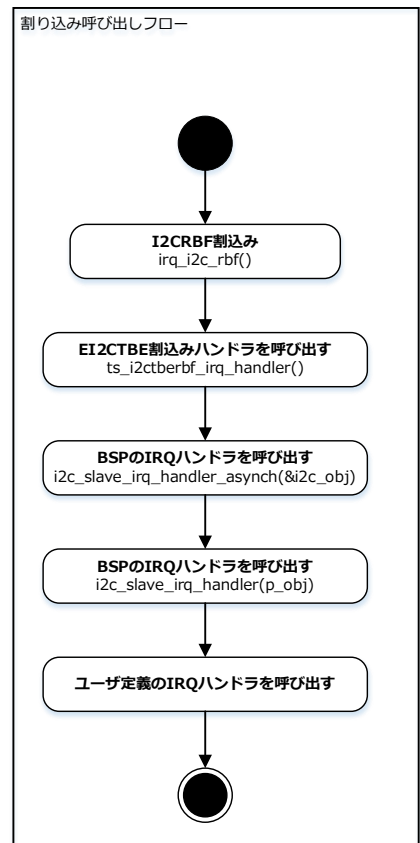 割り込み呼び出しフロー
I2CRBF割込み
irq_i2c_rbf()
EI2CTBE割込みハンドラを呼び出す
ts_i2ctberbf_irq_handler()
BSPのIRQハンドラを呼び出す
i2c_slave_irq_handler_asynch(&i2c_obj)
BSPのIRQハンドラを呼び出す
i2c_slave_irq_handler(p_obj)
ユーザ定義のIRQハンドラを呼び出す